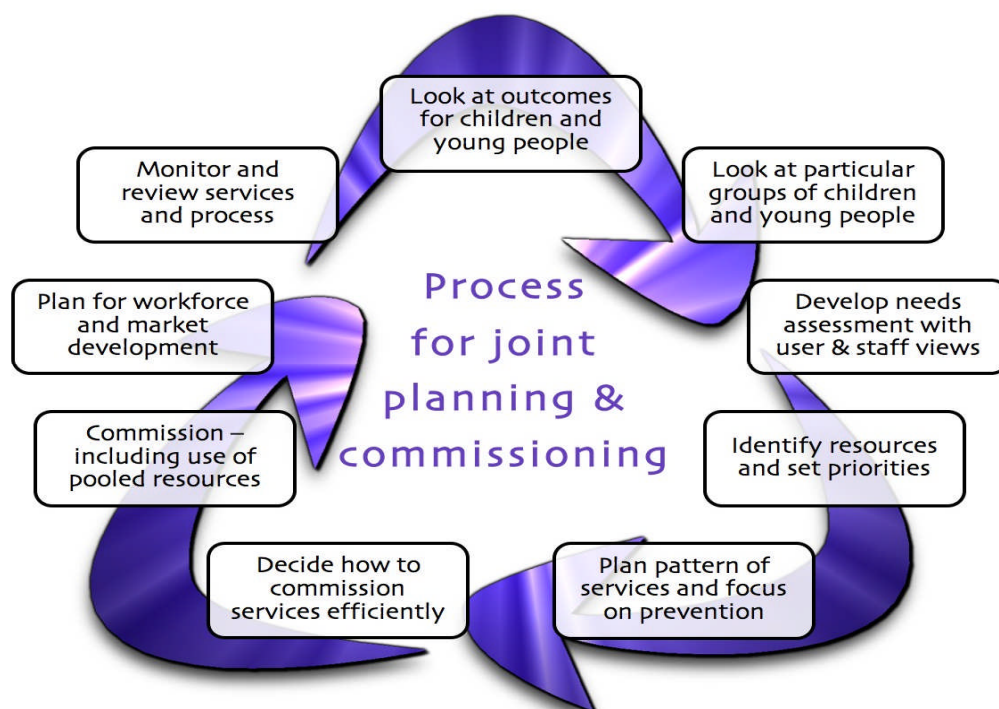 Look at outcomes
for children and
young people
Look at particular
groups of children
and young people
Develop needs
assessment with
user & staff views
Identify resources
and set priorities
Plan pattern of
services and focus
on prevention
Decide how to
commission
services efficiently
Commission –
including use of
pooled resources
Plan for workforce
and market
development
Monitor and
review services
and process
Process
for joint
planning &
commissioning